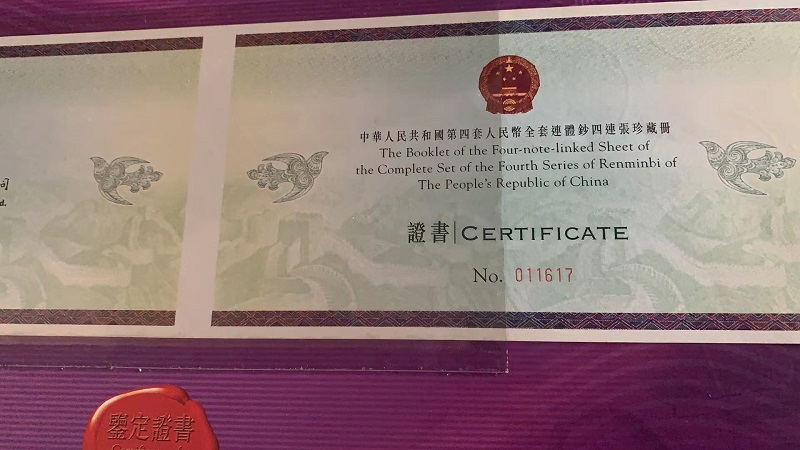 中華人民共和國第四套人民幣全套連體鈔四連張珍藏冊
The Booklet of the Four-note-linked Sheet of
the Complete Set of the Fourth Series of Renminbi of
The People's Republic of China
證書|CERTIFICATE
No. 011617
鑒定證書